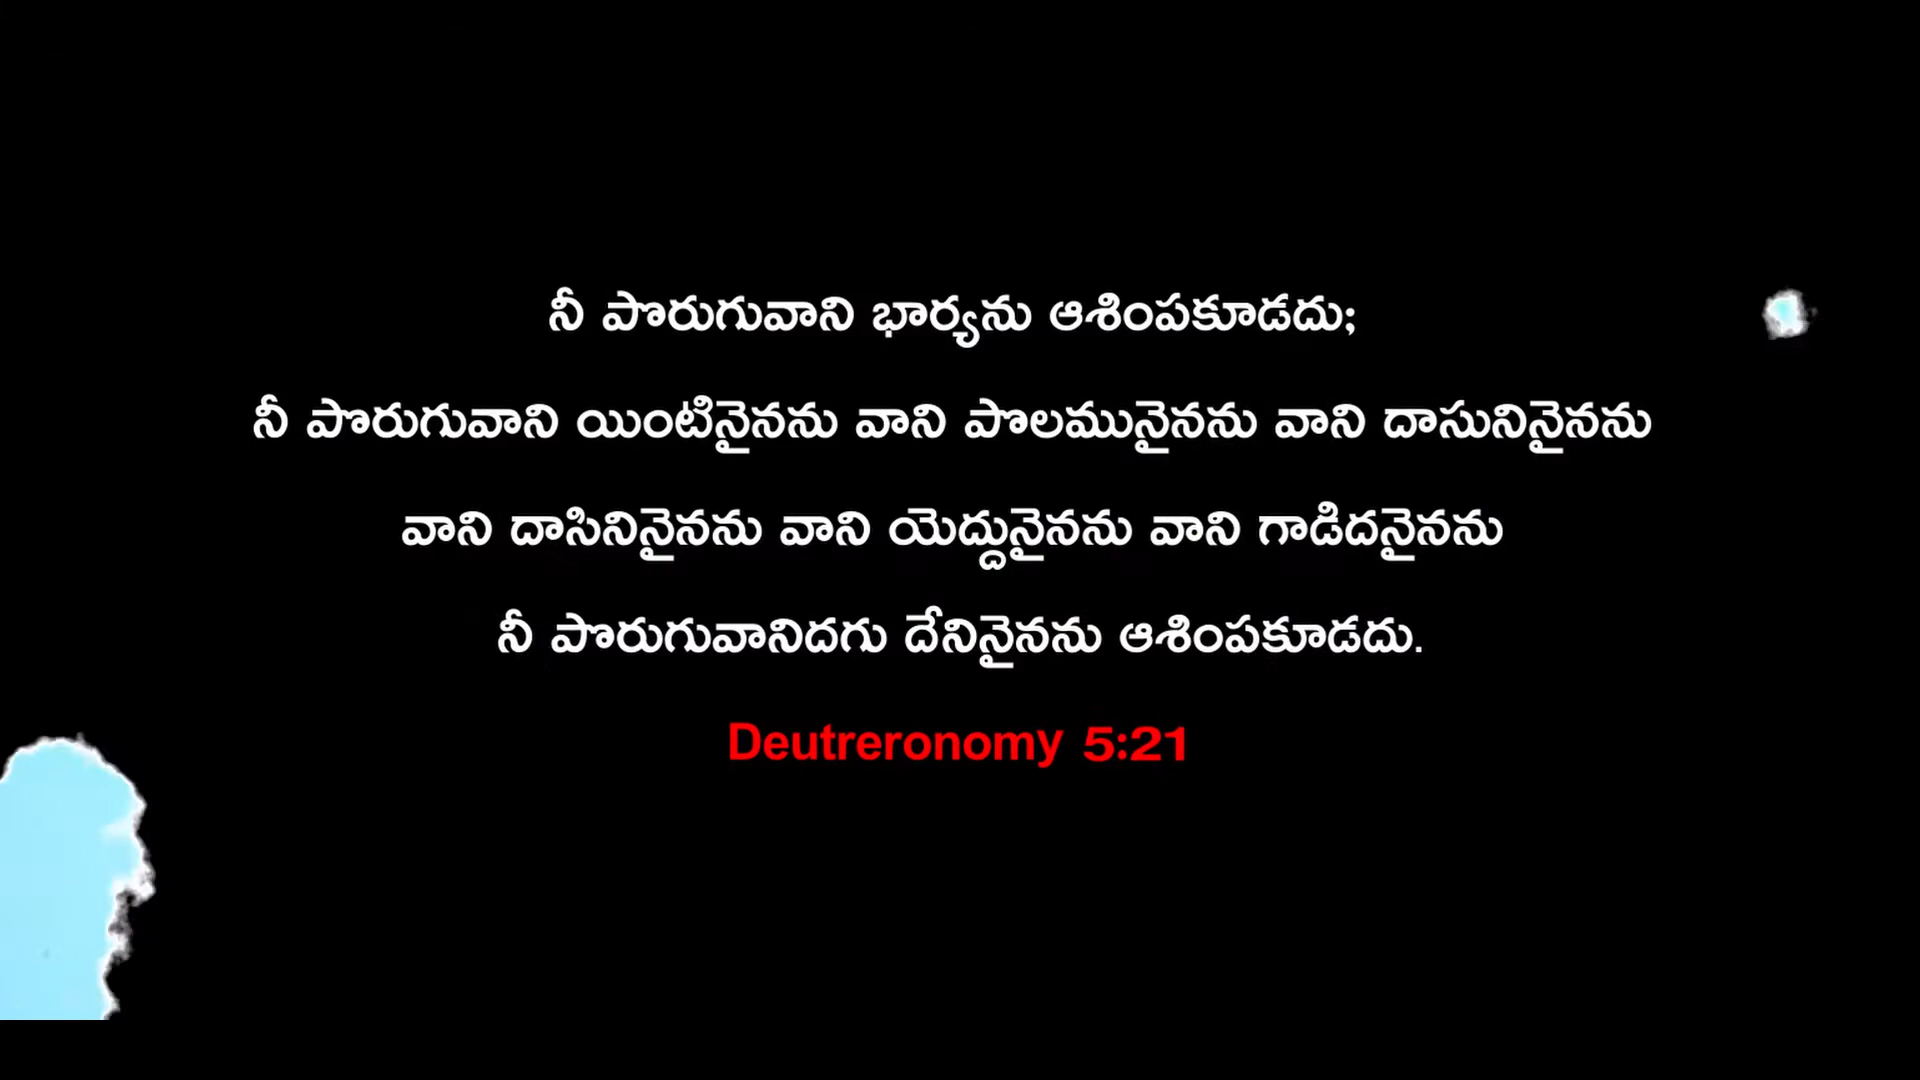 నీ పొరుగువాని భార్యను ఆశింపకూడదు;
నీ పొరుగువాని యింటినైనను వాని పొలమునైనను వాని దాసునినైనను
వాని దాసినినైనను వాని యెద్దునైనను వాని గాడిదనైనను
నీ పొరుగువానిదగు దేనినైనను ఆశింపకూడదు.
Deutreronomy 5:21